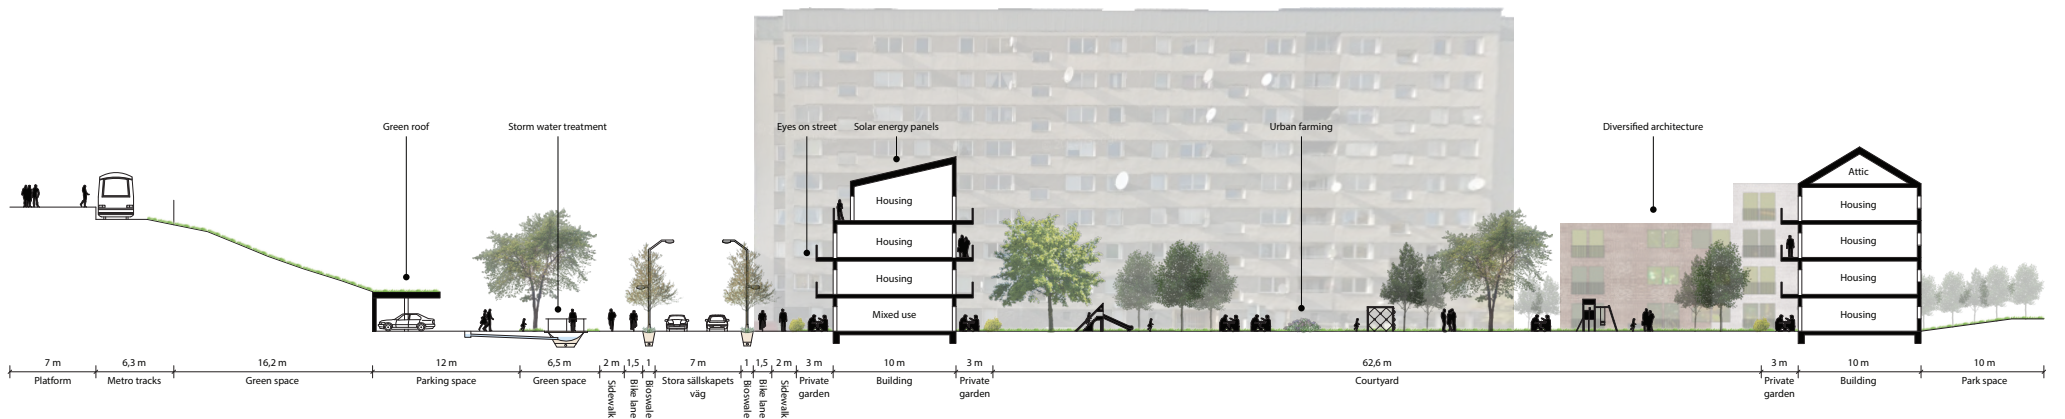 Green roof
Storm water treatment
Eyes on street
Solar energy panels
Urban farming
Diversified architecture
Attic
Housing
Housing
Housing
Housing
Housing
Housing
Housing
Mixed use
Housing
7 m
6,3 m
16,2 m
12 m
6,5 m
2 m
1,5
1
7 m
1
1,5
2 m
3 m
10 m
3 m
62,6 m
3 m
10 m
10 m
Platform
Metro tracks
Green space
Parking space
Green space
Sidewalk
Bike lane
Bioswale
Stora sällskapets
väg
Bioswale
Bike lane
Sidewalk
Private
garden
Building
Private
garden
Courtyard
Private
garden
Building
Park space